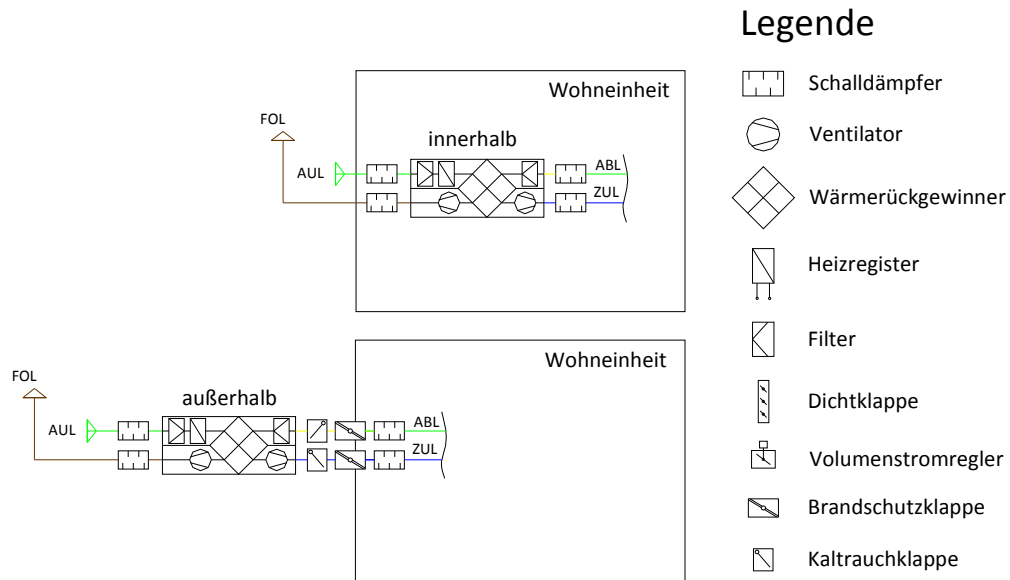 Legende
Wohneinheit
FOL
innerhalb
AUL
ABL
ZUL
Wohneinheit
FOL
außerhalb
AUL
ABL
ZUL
Schalldämpfer
Ventilator
Wärmerückgewinner
Heizregister
Filter
Dichtklappe
Volumenstromregler
Brandschutzklappe
Kaltrauchklappe